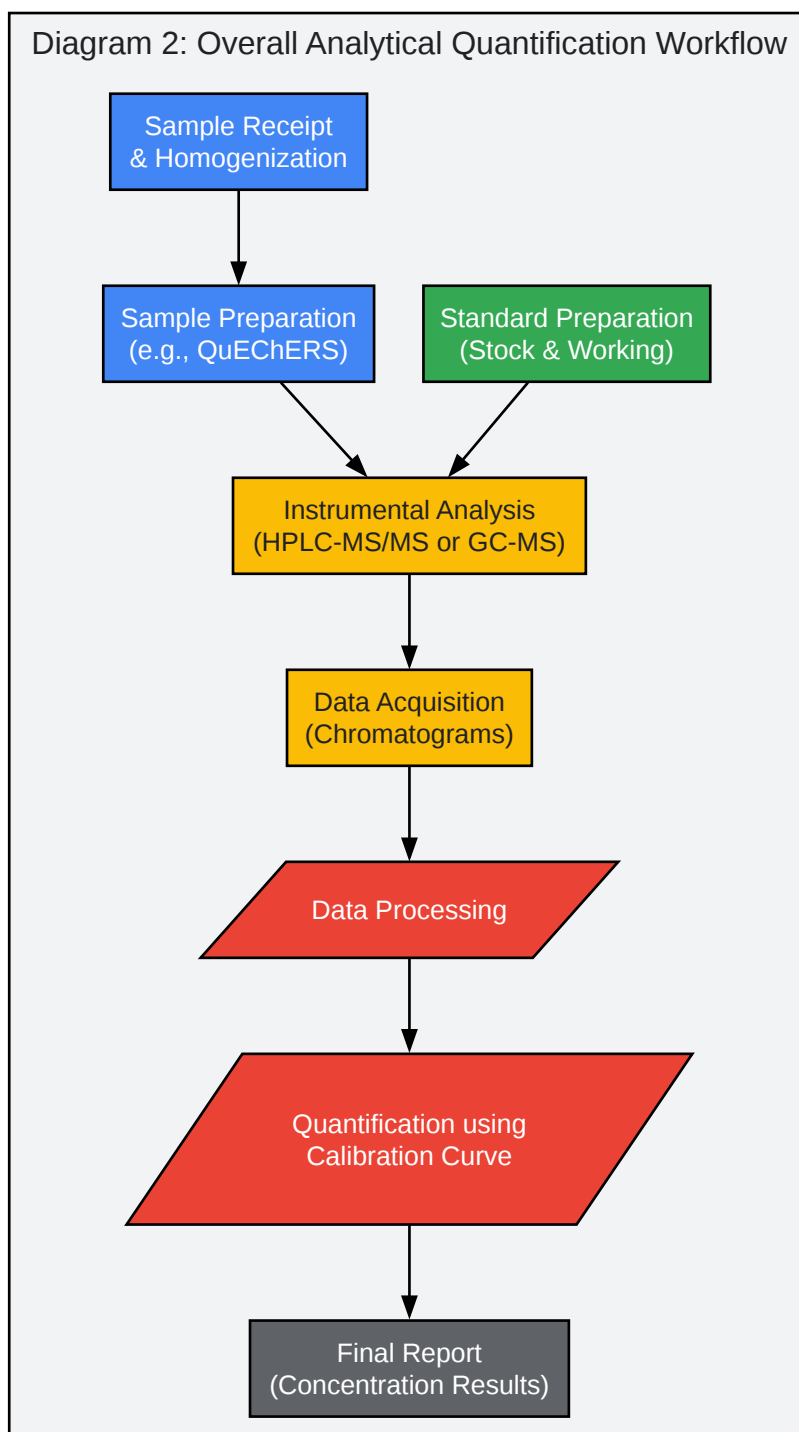 Diagram 2: Overall Analytical Quantification Workflow
Sample Receipt
& Homogenization
Sample Preparation
(e.g., QuEChERS)
Standard Preparation
(Stock & Working)
Instrumental Analysis
(HPLC-MS/MS or GC-MS)
Data Acquisition
(Chromatograms)
Data Processing
Quantification using
Calibration Curve
Final Report
(Concentration Results)